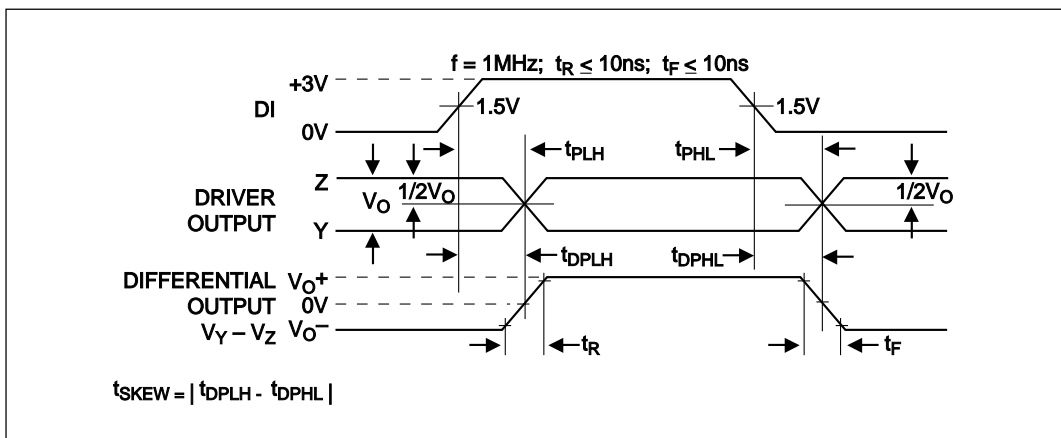 f = 1MHz; tR ≤ 10ns; tF ≤ 10ns
+3V
DI
1.5V
1.5V
0V
tPLH
tPHL
DRIVER
OUTPUT
Z
VO
1/2VO
1/2VO
Y
tDPLH
tDPHL
DIFFERENTIAL
OUTPUT
VY – VZ
VO+
0V
VO–
tR
tF
tSKEW = | tDPLH - tDPHL |